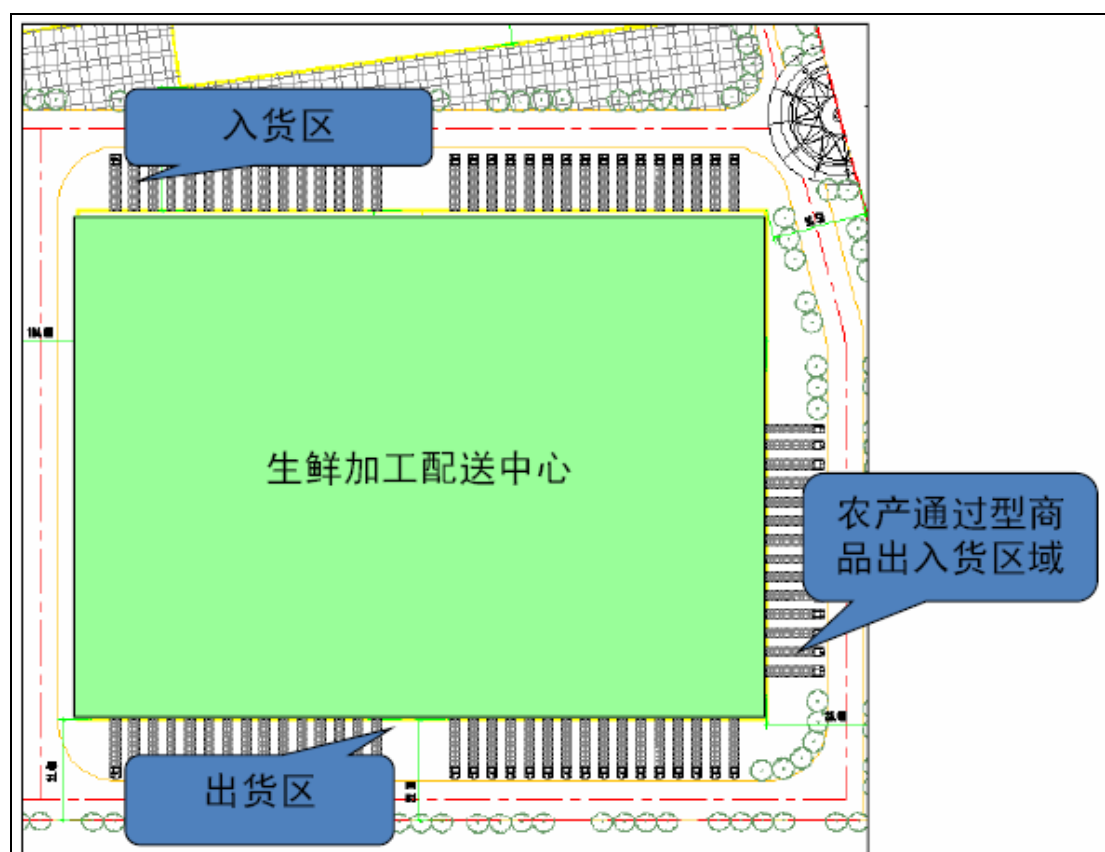 入货区
生鲜加工配送中心
农产通过型商
品出入货区域
出货区